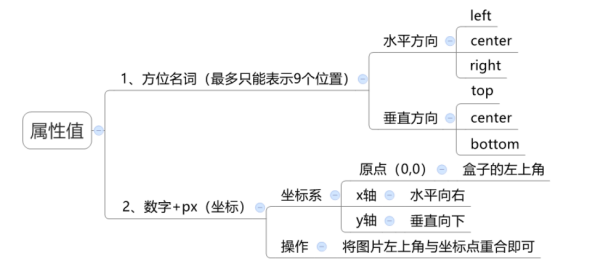 属性值
1、方位名词（最多只能表示9个位置）
水平方向
left
center
right
垂直方向
top
center
bottom
2、数字+px（坐标）
坐标系
原点（0,0）
盒子的左上角
x轴
水平向右
y轴
垂直向下
操作
将图片左上角与坐标点重合即可